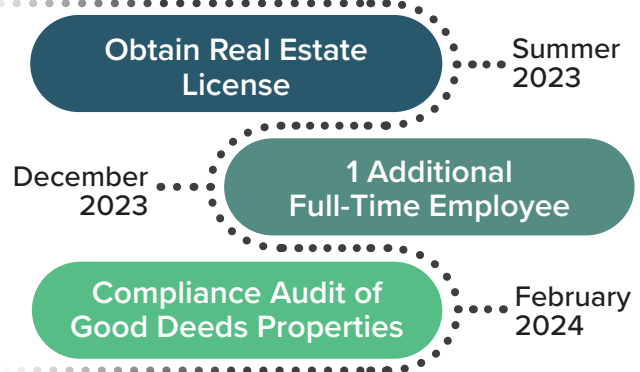 Obtain Real Estate
License
Summer
2023
December
2023
1 Additional
Full-Time Employee
Compliance Audit of
Good Deeds Properties
February
2024